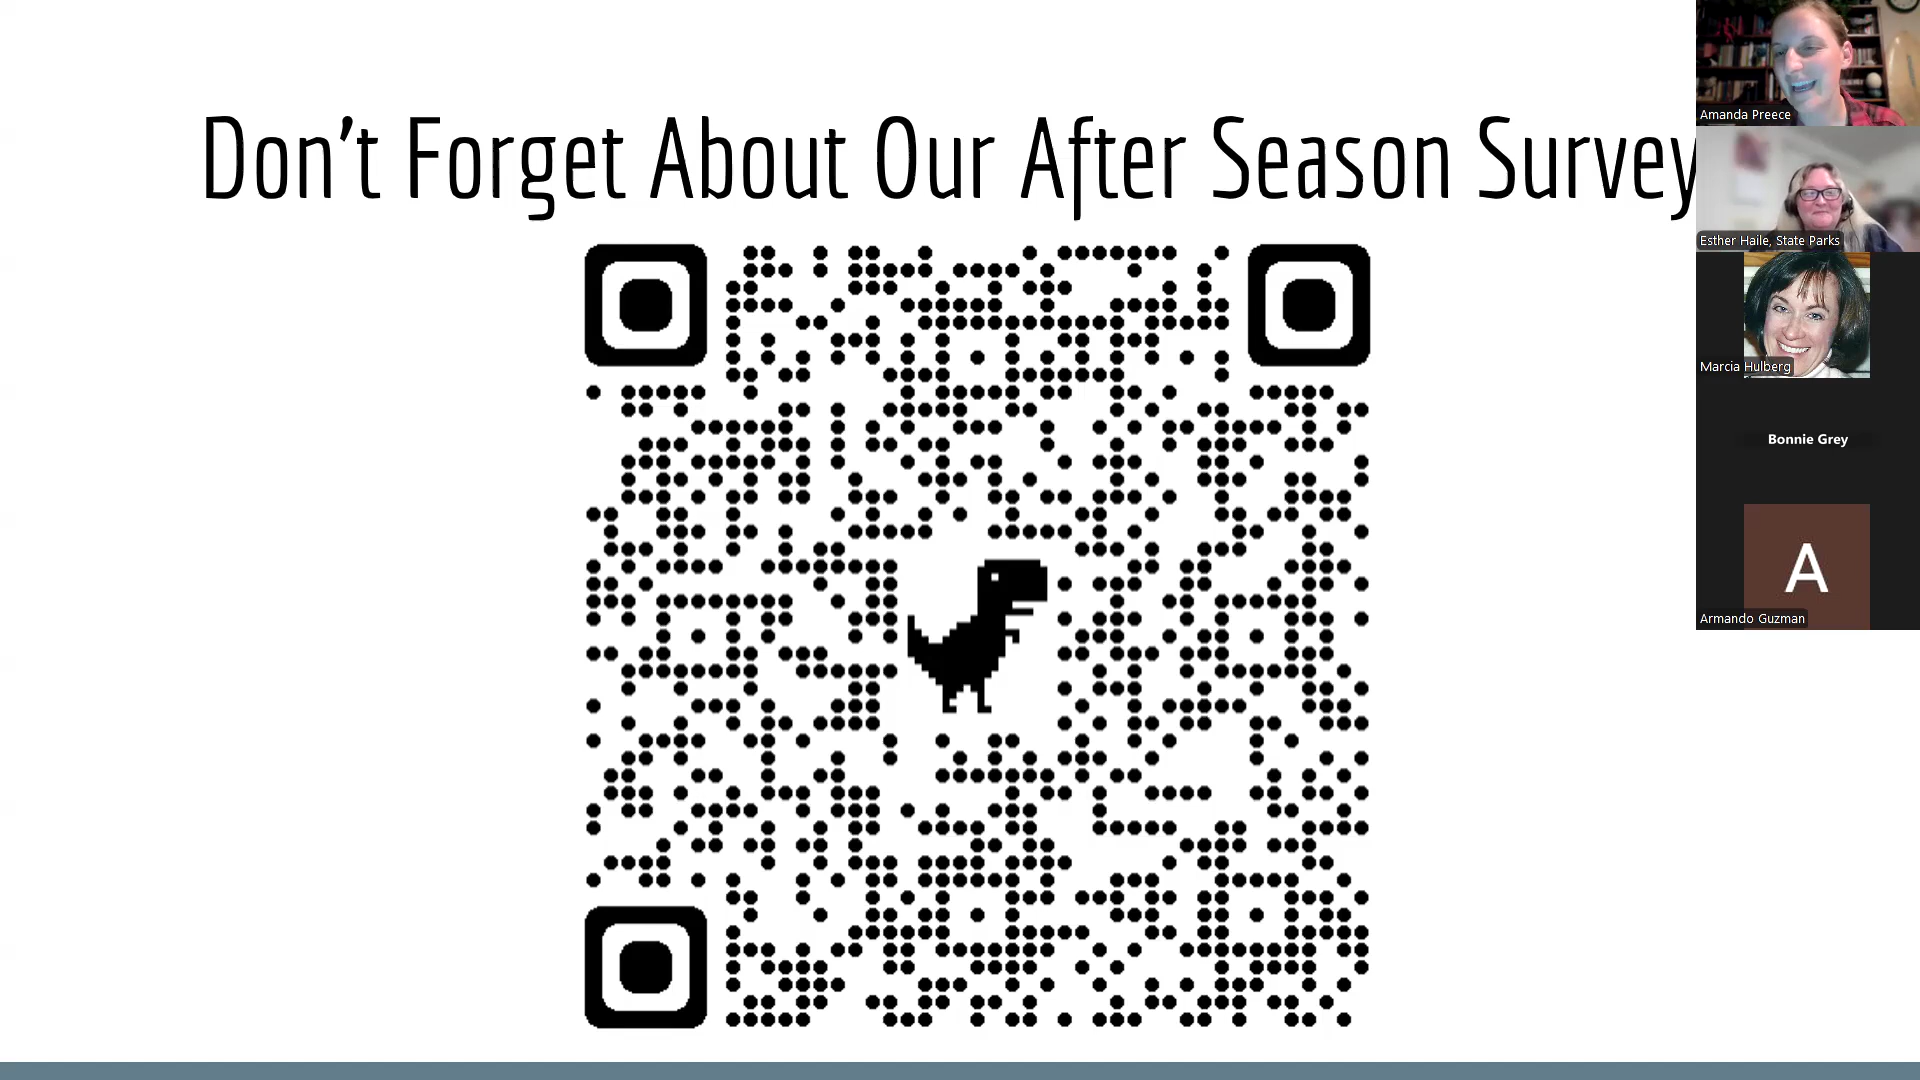 Don't Forget About Our After Season Survey
Amanda Preece
Esther Haile, State Parks
Marcia Hulberg
Bonnie Grey
A
Armando Guzman